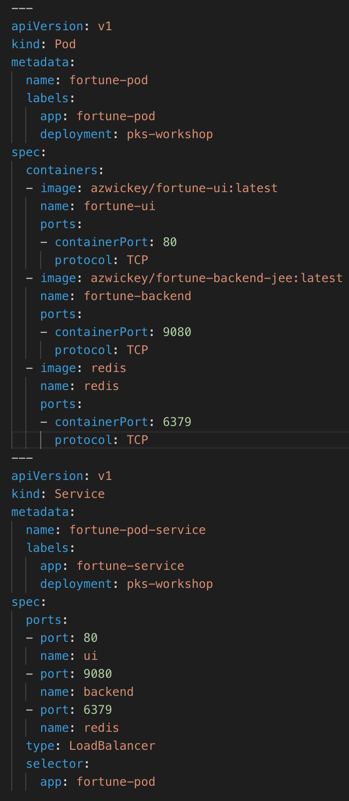 ---
apiVersion: v1
kind: Pod
metadata:
  name: fortune-pod
  labels:
    app: fortune-pod
    deployment: pks-workshop
spec:
  containers:
  - image: azwickey/fortune-ui:latest
    name: fortune-ui
    ports:
    - containerPort: 80
      protocol: TCP
  - image: azwickey/fortune-backend-jee:latest
    name: fortune-backend
    ports:
    - containerPort: 9080
      protocol: TCP
  - image: redis
    name: redis
    ports:
    - containerPort: 6379
      protocol: TCP
---
apiVersion: v1
kind: Service
metadata:
  name: fortune-pod-service
  labels:
    app: fortune-service
    deployment: pks-workshop
spec:
  ports:
  - port: 80
    name: ui
  - port: 9080
    name: backend
  - port: 6379
    name: redis
  type: LoadBalancer
  selector:
    app: fortune-pod